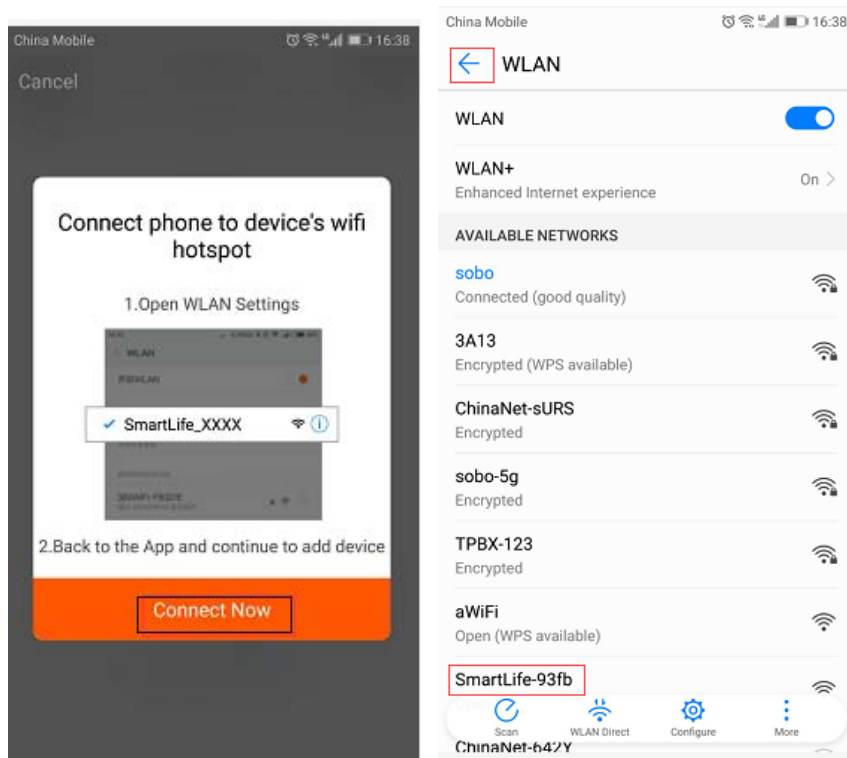 China Mobile 16:38
Cancel
Connect phone to device's wifi
hotspot
1.Open WLAN Settings
WLAN
SmartLife_XXXX
2.Back to the App and continue to add device
Connect Now
China Mobile 16:38
WLAN
WLAN
WLAN+
Enhanced Internet experience
On
AVAILABLE NETWORKS
sobo
Connected (good quality)
3A13
Encrypted (WPS available)
ChinaNet-sURS
Encrypted
sobo-5g
Encrypted
TPBX-123
Encrypted
aWiFi
Open (WPS available)
SmartLife-93fb
Scan WLAN Direct Configure More
ChinaNet-642Y